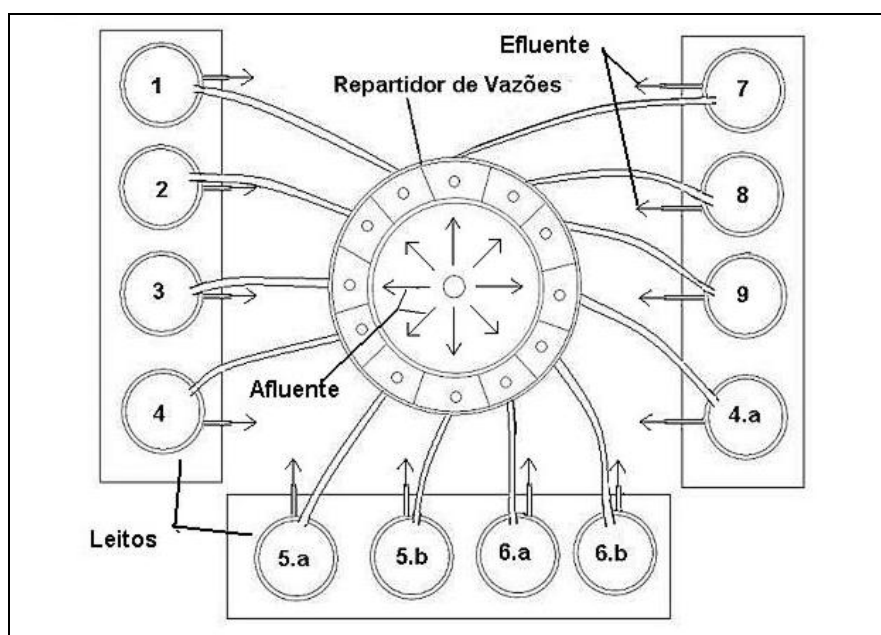 Efluente
1
Repartidor de Vazões
7
2
8
3
9
Afluente
4
4.a
Leitos
5.a
5.b
6.a
6.b